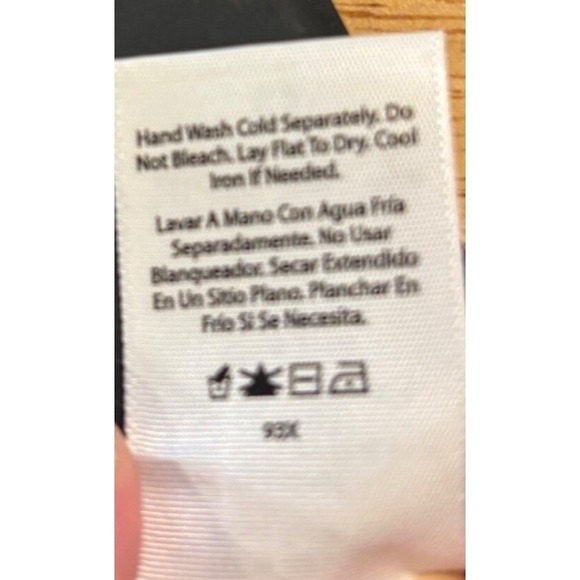 Hand Wash Cold Separately. Do
Not Bleach. Lay Flat To Dry. Cool
Iron If Needed.
Lavar A Mano Con Agua Fría
Separadamente. No Usar
Blanqueador. Secar Extendido
En Un Sitio Plano. Planchar En
Frío Si Se Necesita.
93X